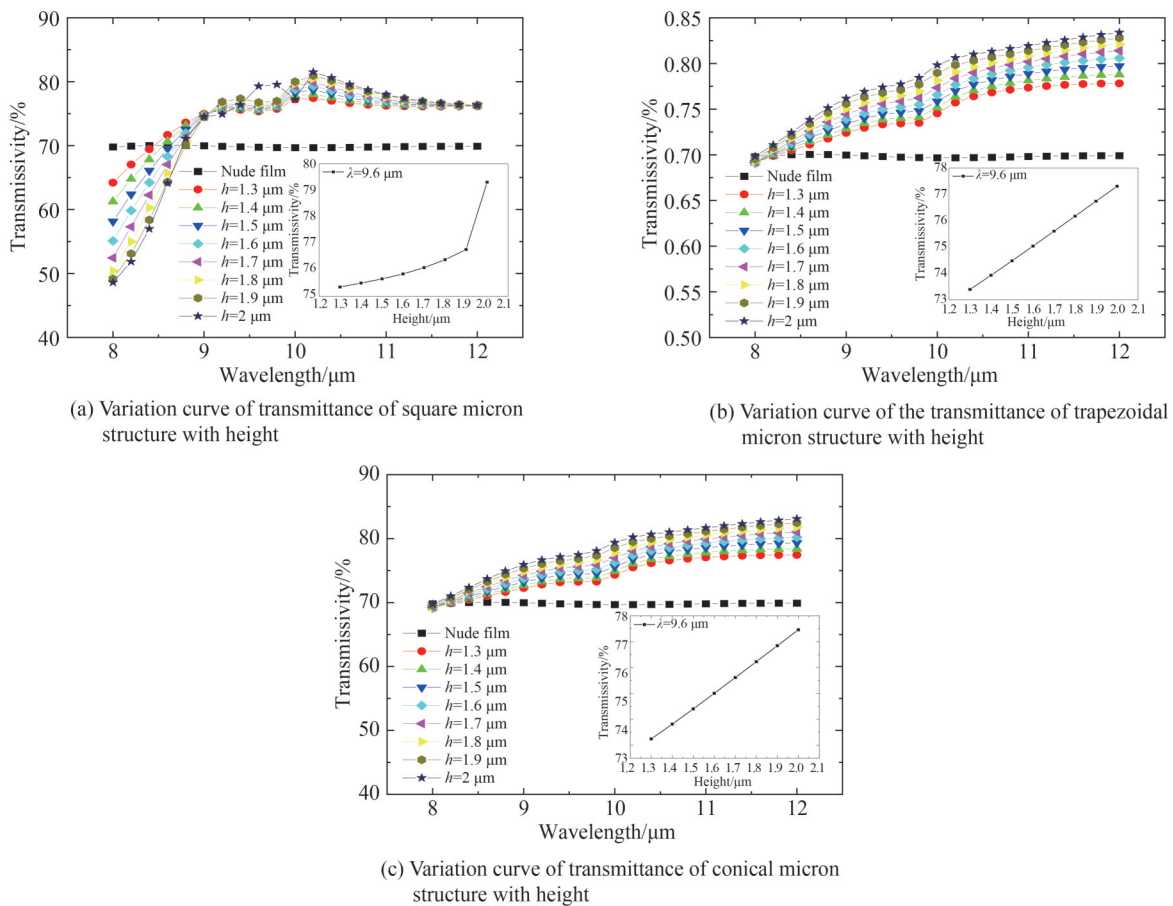 90
80
70
60
50
40
Transmissivity/%
Nude film
h=1.3 μm
h=1.4 μm
h=1.5 μm
h=1.6 μm
h=1.7 μm
h=1.8 μm
h=1.9 μm
h=2 μm
80
79
78
77
76
75
Transmissivity/%
λ=9.6 μm
1.2 1.3 1.4 1.5 1.6 1.7 1.8 1.9 2.0 2.1
Height/μm
8 9 10 11 12
Wavelength/μm
(a) Variation curve of transmittance of square micron
structure with height
0.85
0.80
0.75
0.70
0.65
0.60
0.55
0.50
Transmissivity/%
Nude film
h=1.3 μm
h=1.4 μm
h=1.5 μm
h=1.6 μm
h=1.7 μm
h=1.8 μm
h=1.9 μm
h=2 μm
78
77
76
75
74
73
Transmissivity/%
λ=9.6 μm
1.2 1.3 1.4 1.5 1.6 1.7 1.8 1.9 2.0 2.1
Height/μm
8 9 10 11 12
Wavelength/μm
(b) Variation curve of the transmittance of trapezoidal
micron structure with height
90
80
70
60
50
40
Transmissivity/%
Nude film
h=1.3 μm
h=1.4 μm
h=1.5 μm
h=1.6 μm
h=1.7 μm
h=1.8 μm
h=1.9 μm
h=2 μm
78
77
76
75
74
73
Transmissivity/%
λ=9.6 μm
1.2 1.3 1.4 1.5 1.6 1.7 1.8 1.9 2.0 2.1
Height/μm
8 9 10 11 12
Wavelength/μm
(c) Variation curve of transmittance of conical micron
structure with height